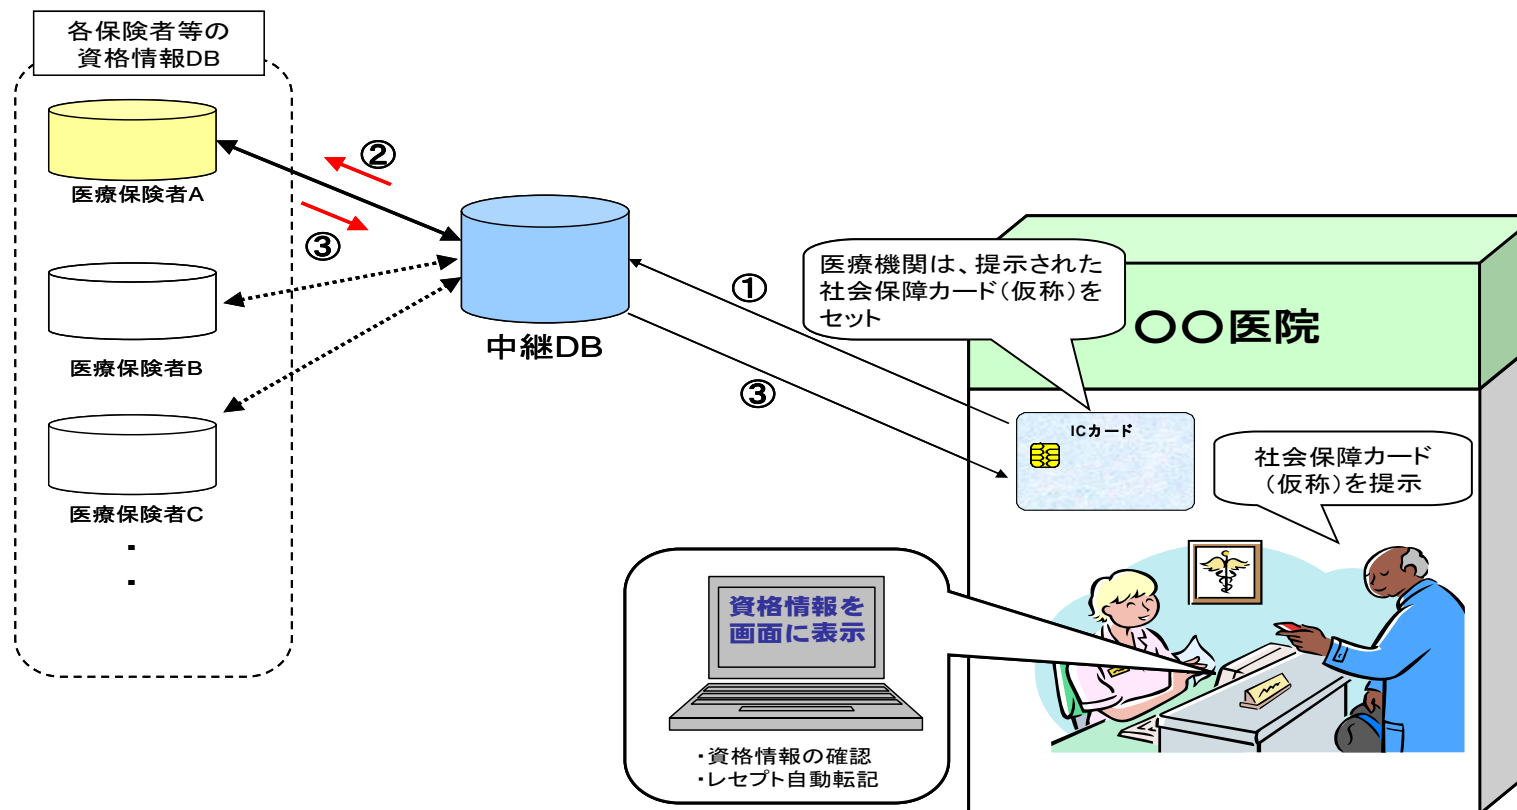 各保険者等の
資格情報DB
医療保険者A
医療保険者B
医療保険者C
・
・
②
③
中継DB
①
③
医療機関は、提示された
社会保障カード(仮称)を
セット
〇〇医院
ICカード
社会保障カード
(仮称)を提示
資格情報を
画面に表示
・資格情報の確認
・レセプト自動転記